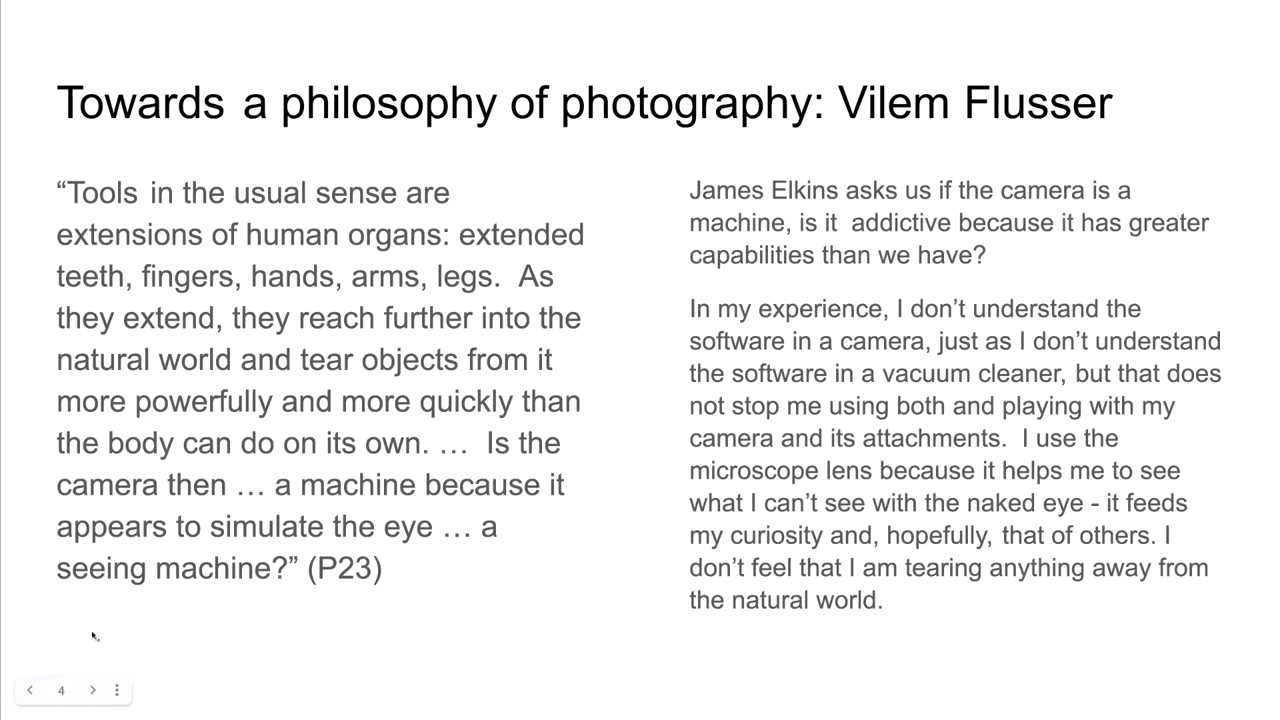 Towards a philosophy of photography: Vilem Flusser
“Tools in the usual sense are
extensions of human organs: extended
teeth, fingers, hands, arms, legs.  As
they extend, they reach further into the
natural world and tear objects from it
more powerfully and more quickly than
the body can do on its own. …  Is the
camera then … a machine because it
appears to simulate the eye … a
seeing machine?” (P23)
James Elkins asks us if the camera is a
machine, is it  addictive because it has greater
capabilities than we have?
In my experience, I don’t understand the
software in a camera, just as I don’t understand
the software in a vacuum cleaner, but that does
not stop me using both and playing with my
camera and its attachments.  I use the
microscope lens because it helps me to see
what I can’t see with the naked eye - it feeds
my curiosity and, hopefully, that of others. I
don’t feel that I am tearing anything away from
the natural world.
4